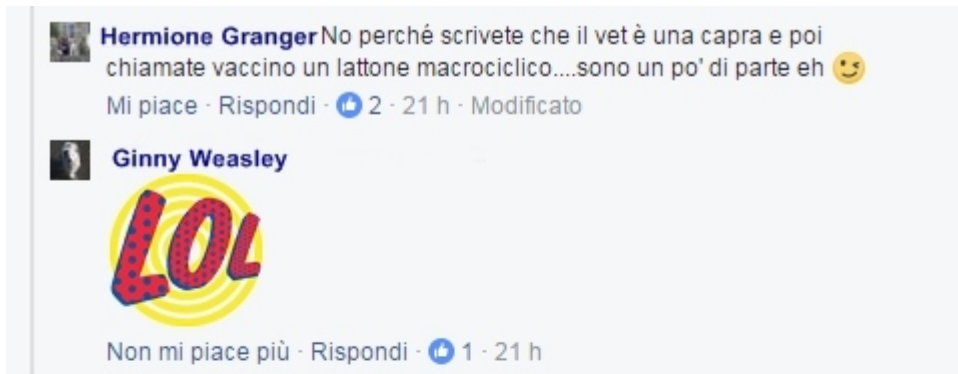 Hermione Granger No perché scrivete che il vet è una capra e poi
chiamate vaccino un lattone macrociclico....sono un po' di parte eh 😉
Mi piace · Rispondi · 2 · 21 h · Modificato
Ginny Weasley
LOL
Non mi piace più · Rispondi · 1 · 21 h